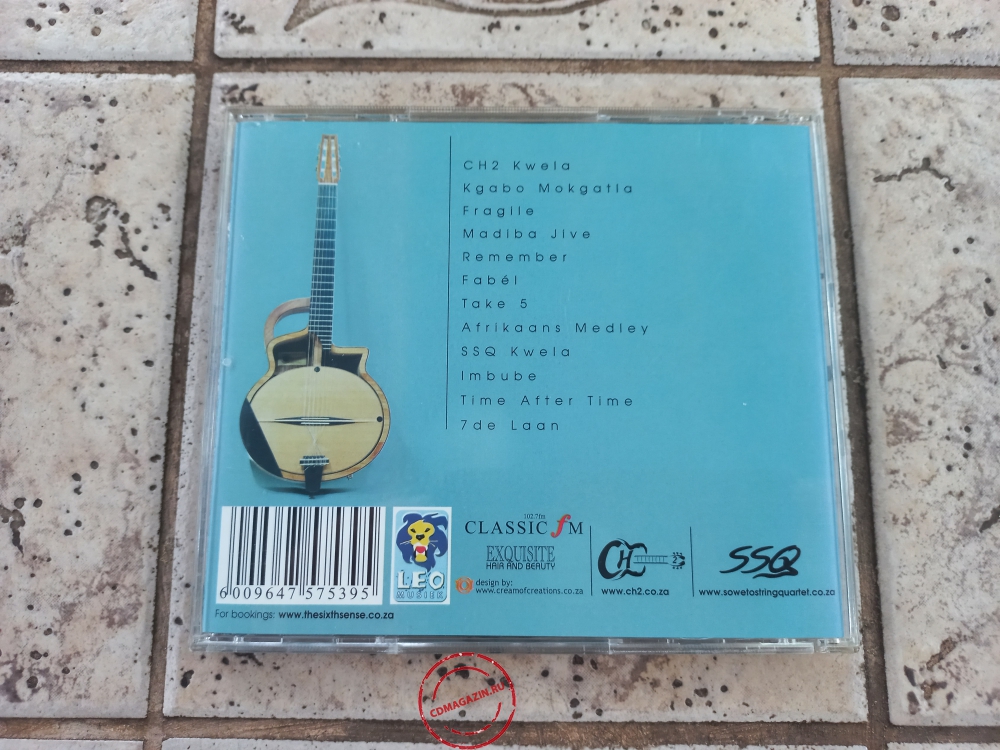 CH2 Kwela
Kgabo Mokgatla
Fragile
Madiba Jive
Remember
Fabél
Take 5
Afrikaans Medley
SSQ Kwela
Imbube
Time After Time
7de Laan
6 009647 575395
LEO
MUSIEK
102.7fm
CLASSIC fM
EXQUISITE
HAIR AND BEAUTY
design by:
www.creamofcreations.co.za
CH2
www.ch2.co.za
SSQ
www.sowetostringquartet.co.za
For bookings: www.thesixthsense.co.za
CDMAGAZIN.RU